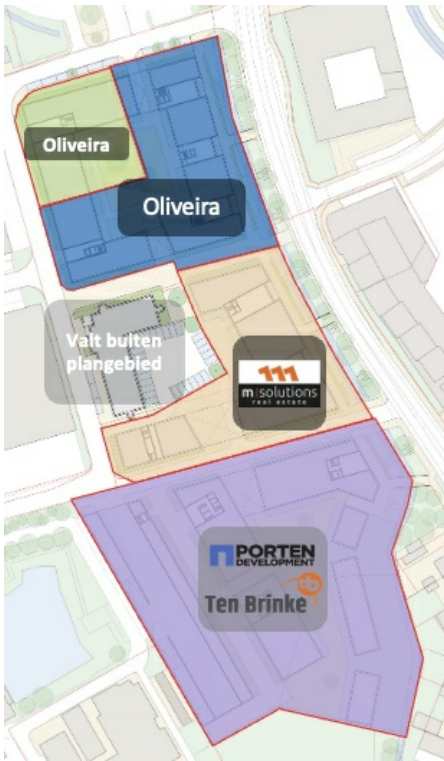 Oliveira
Oliveira
Valt buiten
plangebied
m|solutions
real estate
PORTEN
DEVELOPMENT
Ten Brinke